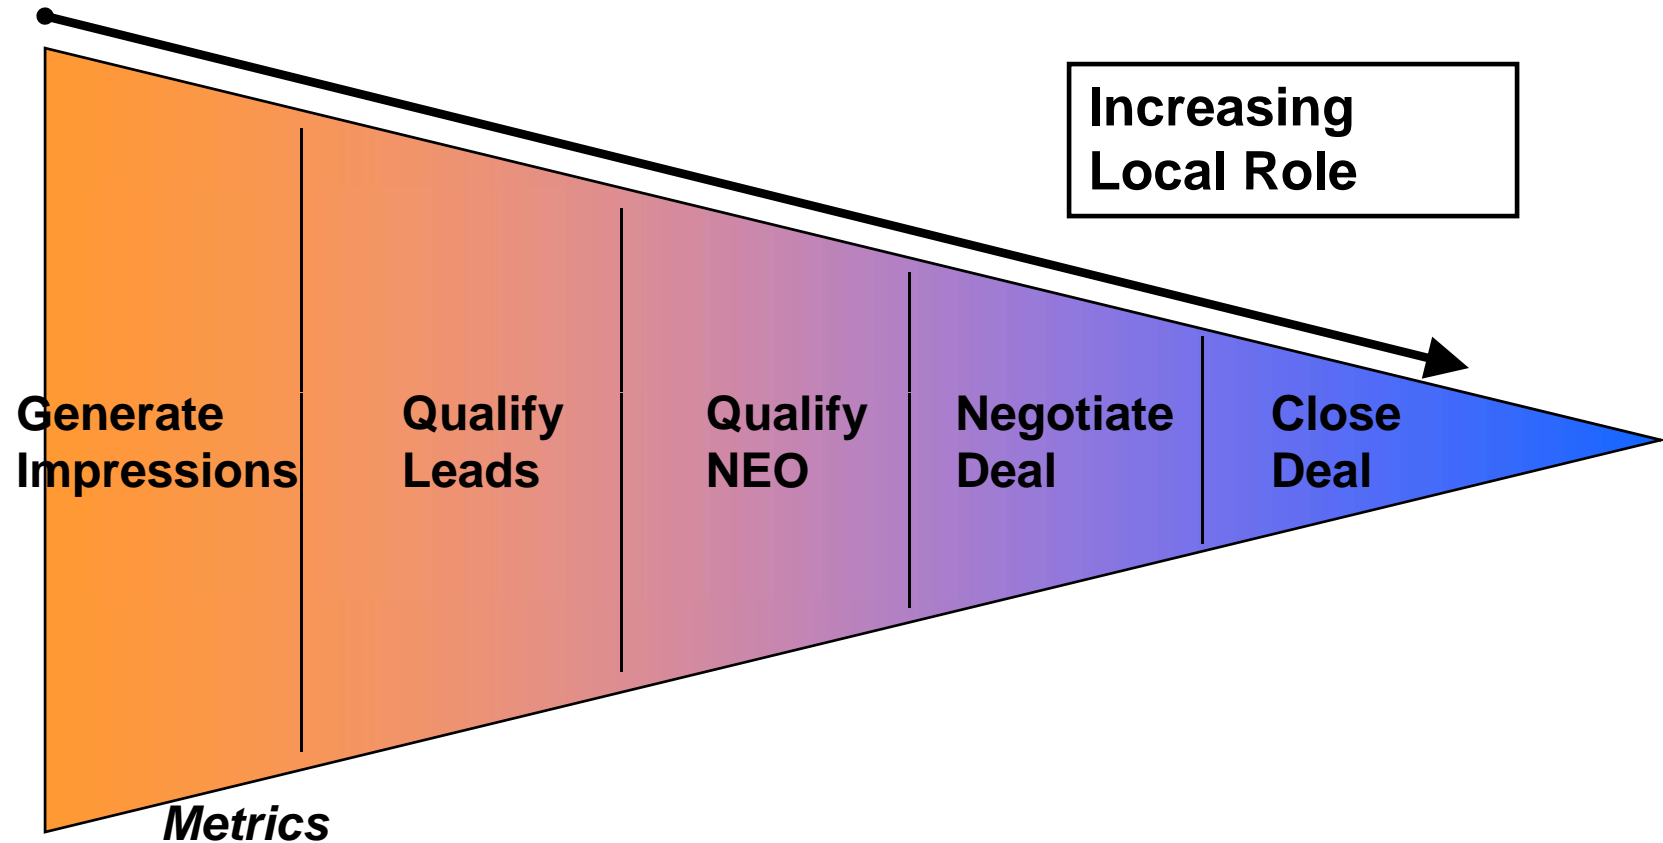 Increasing
Local Role
Generate
Impressions
Qualify
Leads
Qualify
NEO
Negotiate
Deal
Close
Deal
Metrics